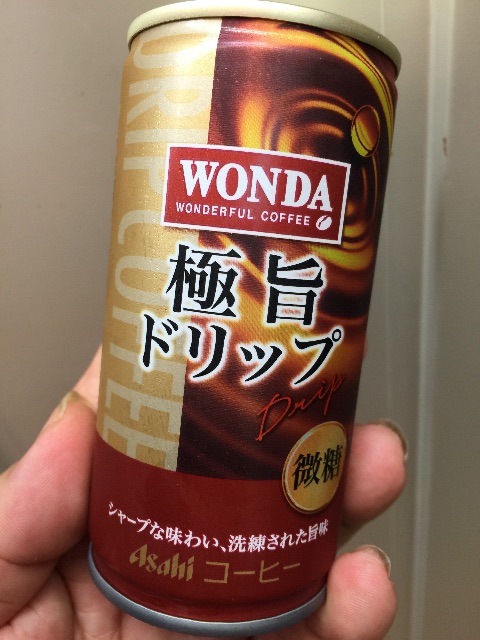 DRIP COFFEE
WONDA
WONDERFUL COFFEE
極旨
ドリップ
Drip
微糖
シャープな味わい、洗練された旨味
Asahi コーヒー